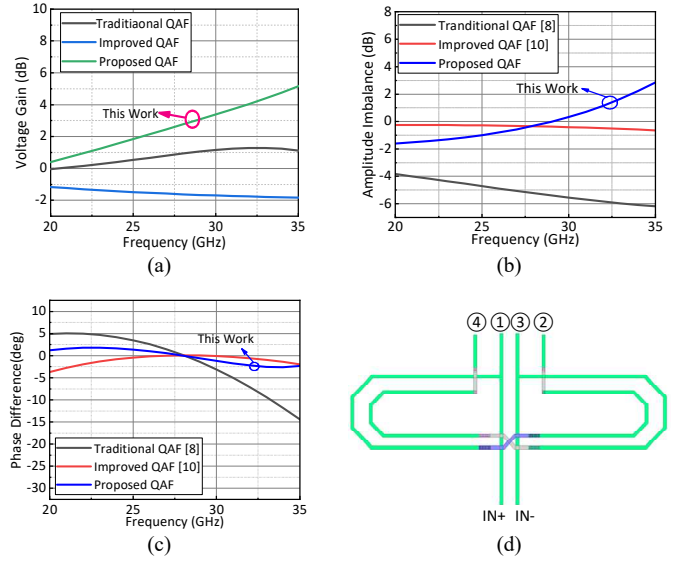 10
8
6
4
2
0
-2
Voltage Gain (dB)
Traditiaonal QAF
Improved QAF
Proposed QAF
This Work
20
25
30
35
Frequency (GHz)
(a)
8
6
4
2
0
-2
-4
-6
Amplitude Imbalance (dB)
Tranditional QAF [8]
Improved QAF [10]
Proposed QAF
This Work
20
25
30
35
Frequency (GHz)
(b)
10
5
0
-5
-10
-15
-20
-25
-30
Phase Difference(deg)
This Work
Traditional QAF [8]
Improved QAF [10]
Proposed QAF
20
25
30
35
Frequency (GHz)
(c)
④ ① ③ ②
IN+ IN-
(d)